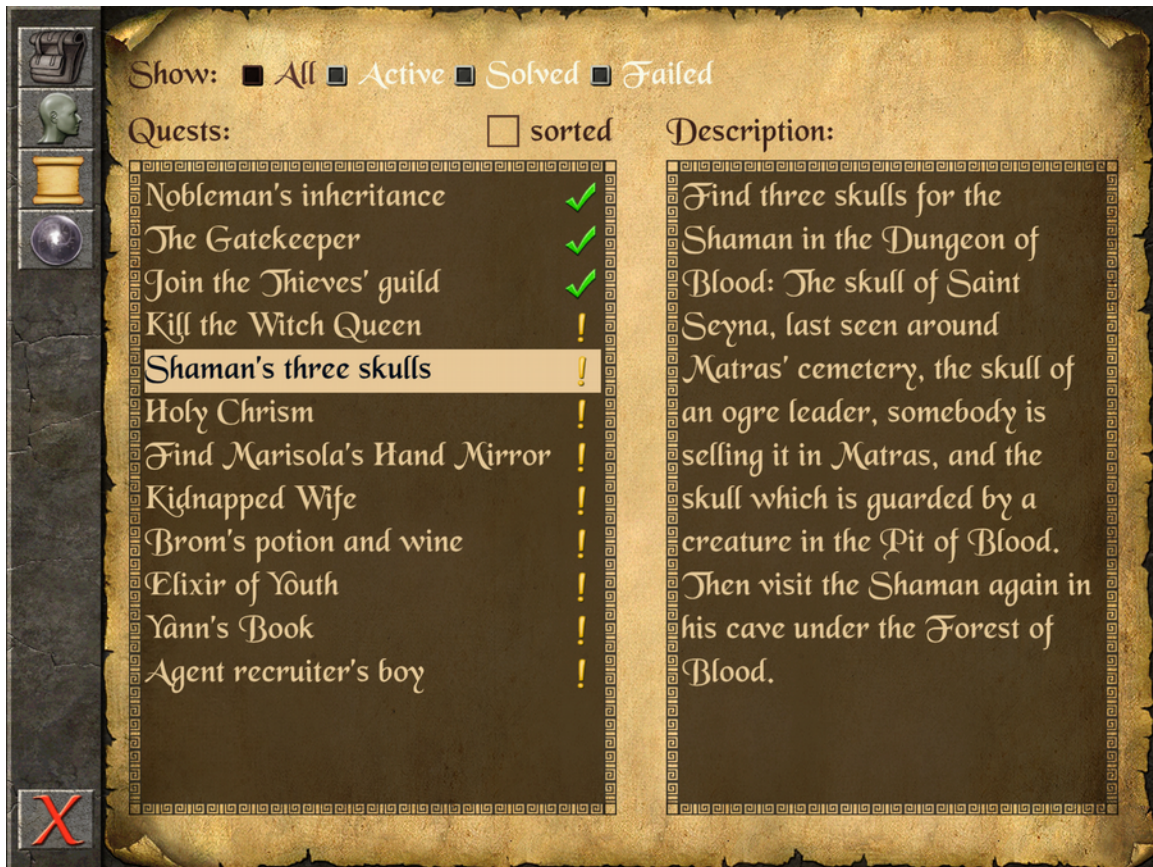 Show: All Active Solved Failed
Quests: sorted
Nobleman's inheritance
The Gatekeeper
Join the Thieves' guild
Kill the Witch Queen
Shaman's three skulls
Holy Chrism
Find Marisola's Hand Mirror
Kidnapped Wife
Brom's potion and wine
Elixir of Youth
Yann's Book
Agent recruiter's boy
Description:
Find three skulls for the
Shaman in the Dungeon of
Blood: The skull of Saint
Seyna, last seen around
Matras' cemetery, the skull of
an ogre leader, somebody is
selling it in Matras, and the
skull which is guarded by a
creature in the Pit of Blood.
Then visit the Shaman again in
his cave under the Forest of
Blood.
X